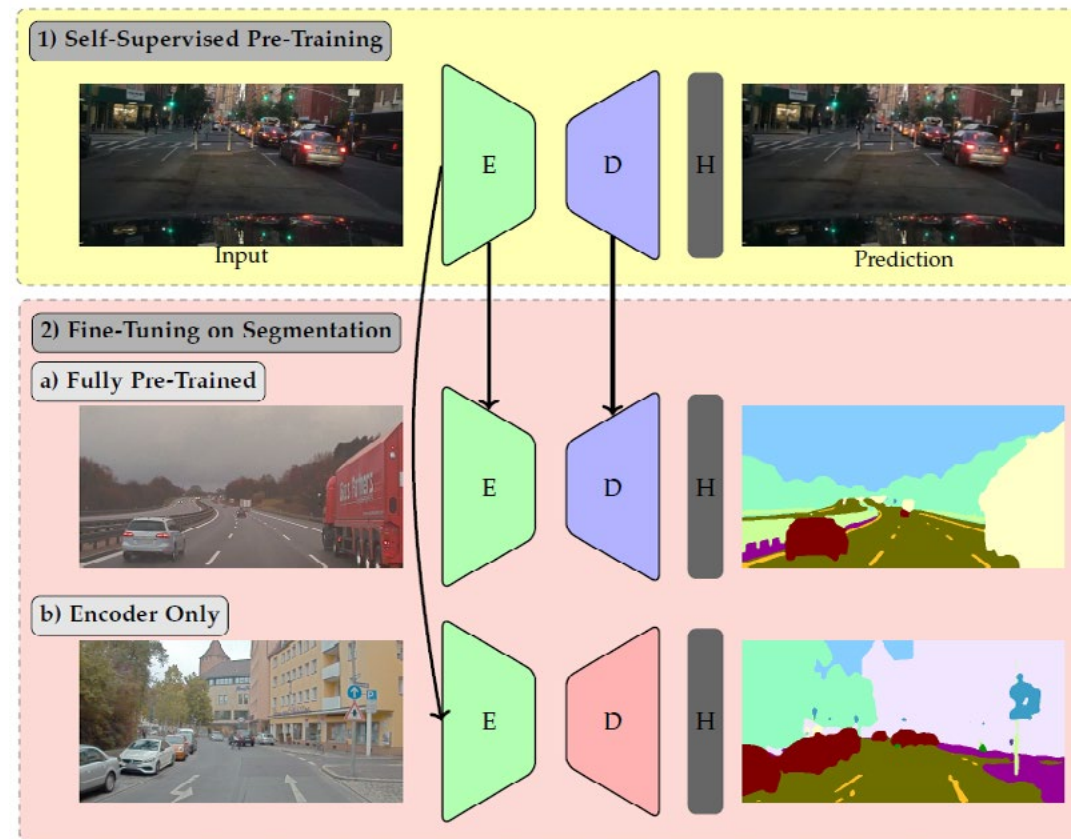 1) Self-Supervised Pre-Training
E
D
H
Input
Prediction
2) Fine-Tuning on Segmentation
a) Fully Pre-Trained
E
D
H
b) Encoder Only
E
D
H
P